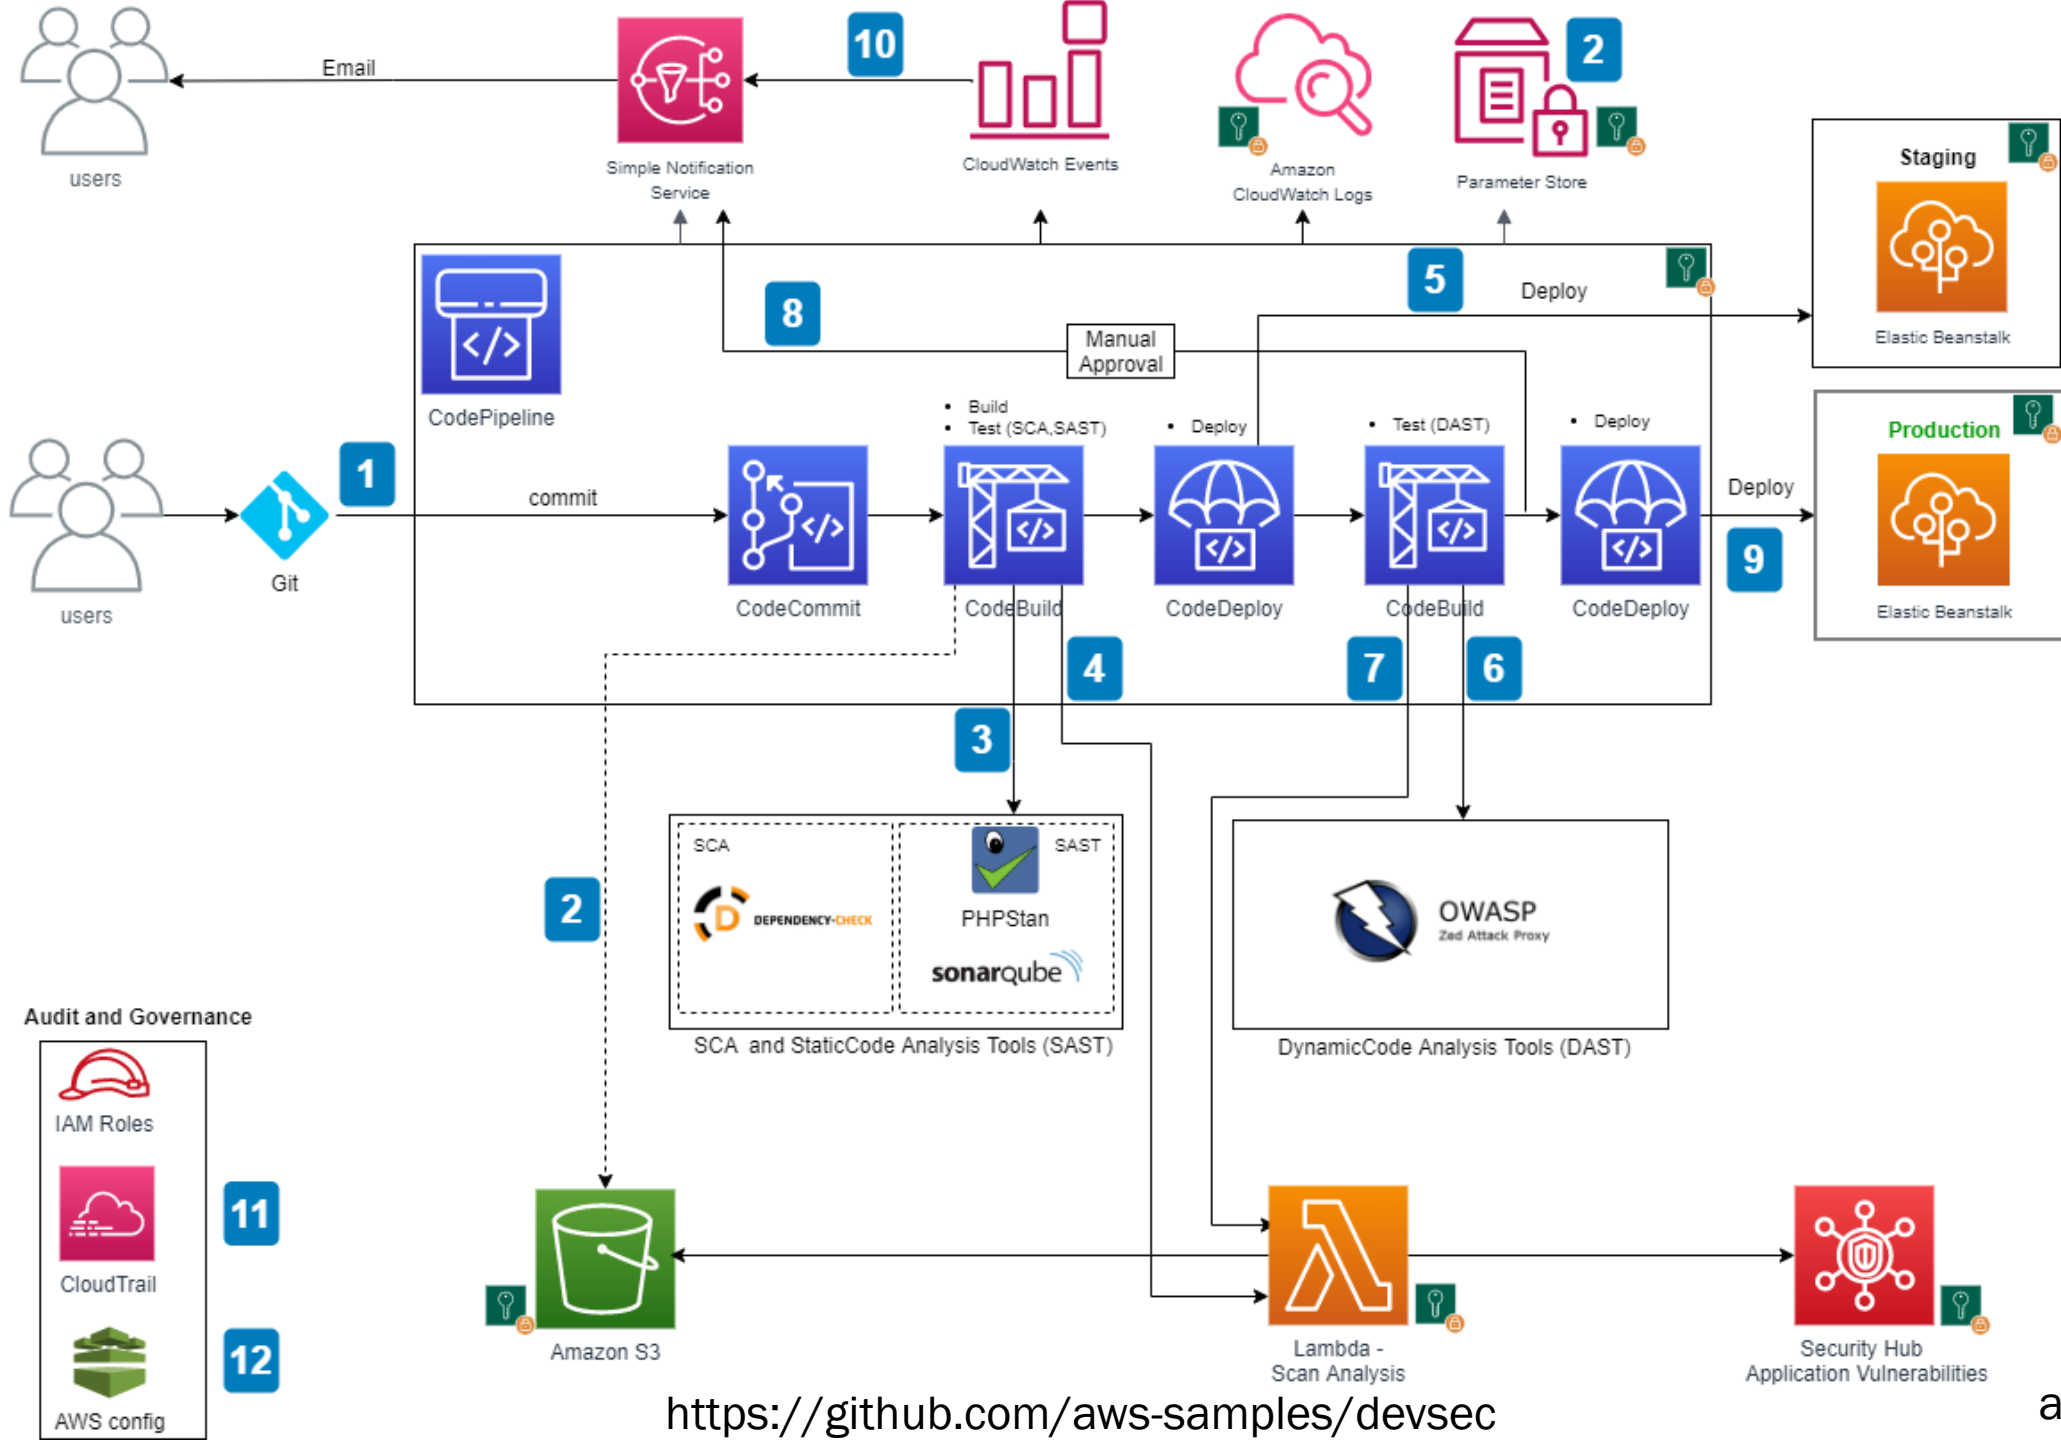 10
2
Email
users
Simple Notification
Service
CloudWatch Events
Amazon
CloudWatch Logs
Parameter Store
Staging
Elastic Beanstalk
5
Deploy
8
Manual
Approval
CodePipeline
• Build
• Test (SCA,SAST)
• Deploy
• Test (DAST)
• Deploy
Production
1
commit
Deploy
9
Git
users
CodeCommit
CodeBuild
CodeDeploy
CodeBuild
CodeDeploy
Elastic Beanstalk
4
7
6
3
2
SCA
SAST
DEPENDENCY-CHECK
PHPStan
sonarqube
OWASP
Zed Attack Proxy
SCA and StaticCode Analysis Tools (SAST)
DynamicCode Analysis Tools (DAST)
Audit and Governance
IAM Roles
11
CloudTrail
12
AWS config
Amazon S3
Lambda -
Scan Analysis
Security Hub
Application Vulnerabilities
https://github.com/aws-samples/devsec
a